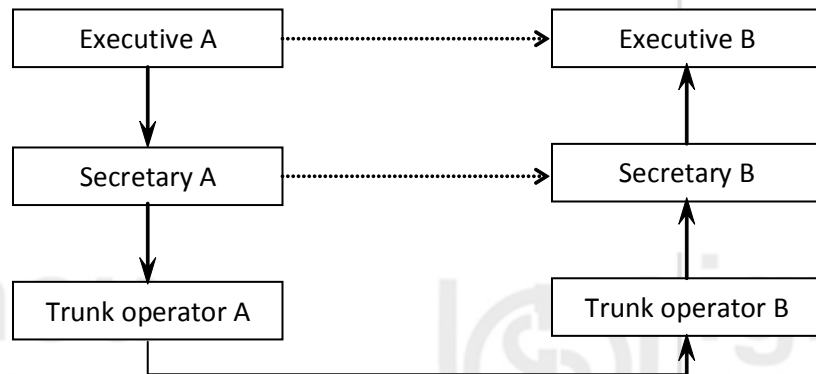 Executive A
Executive B
Secretary A
Secretary B
Trunk operator A
Trunk operator B